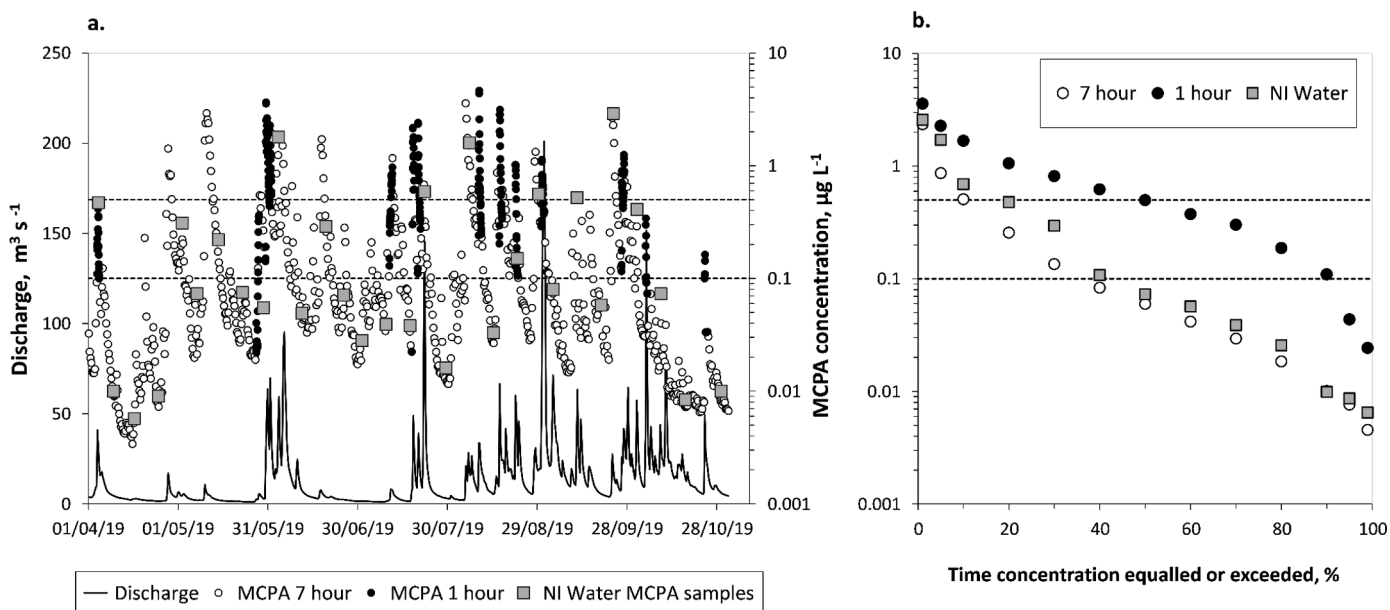 a.
Discharge, m³ s⁻¹
250
200
150
100
50
0
10
1
0.1
0.01
0.001
MCPA concentration, µg L⁻¹
01/04/19 01/05/19 31/05/19 30/06/19 30/07/19 29/08/19 28/09/19 28/10/19
Discharge MCPA 7 hour MCPA 1 hour NI Water MCPA samples
b.
7 hour 1 hour NI Water
10
1
0.1
0.01
0.001
0 20 40 60 80 100
Time concentration equalled or exceeded, %